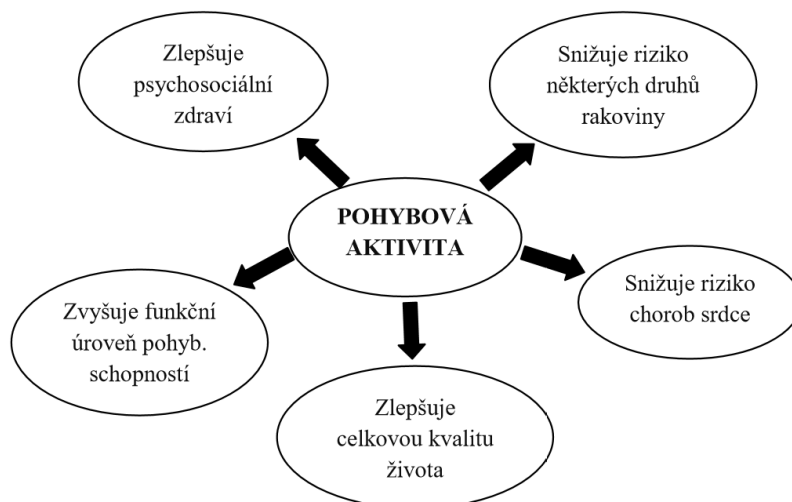 Zlepšuje
psychosociální
zdraví
Snižuje riziko
některých druhů
rakoviny
POHYBOVÁ
AKTIVITA
Zvyšuje funkční
úroveň pohyb.
schopností
Snižuje riziko
chorob srdce
Zlepšuje
celkovou kvalitu
života